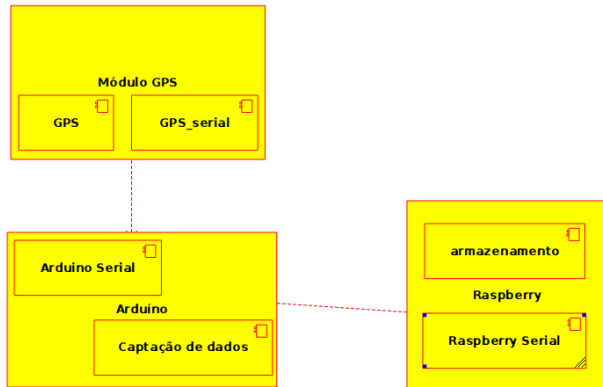 Módulo GPS
GPS
GPS_serial
Arduino Serial
Arduíno
Captação de dados
armazenamento
Raspberry
Raspberry Serial